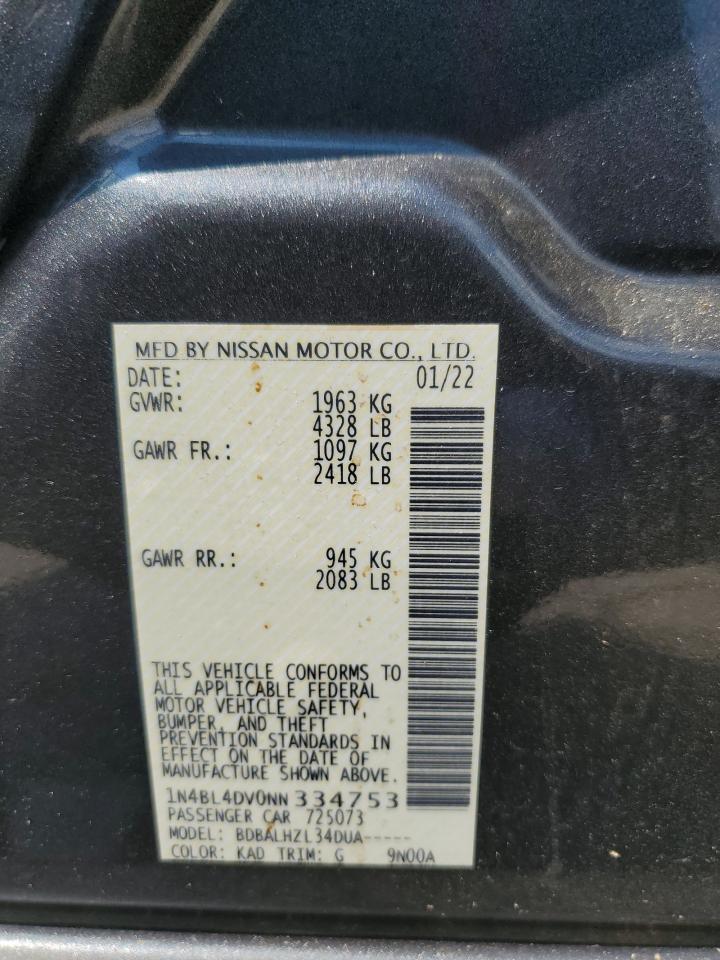 MFD BY NISSAN MOTOR CO., LTD.
DATE: 01/22
GVWR: 1963 KG
4328 LB
GAWR FR.: 1097 KG
2418 LB
GAWR RR.: 945 KG
2083 LB
THIS VEHICLE CONFORMS TO
ALL APPLICABLE FEDERAL
MOTOR VEHICLE SAFETY,
BUMPER, AND THEFT
PREVENTION STANDARDS IN
EFFECT ON THE DATE OF
MANUFACTURE SHOWN ABOVE.
1N4BL4DV0NN334753
PASSENGER CAR 725073
MODEL: BDBALHZL34DUA-----
COLOR: KAD TRIM: G 9N00A